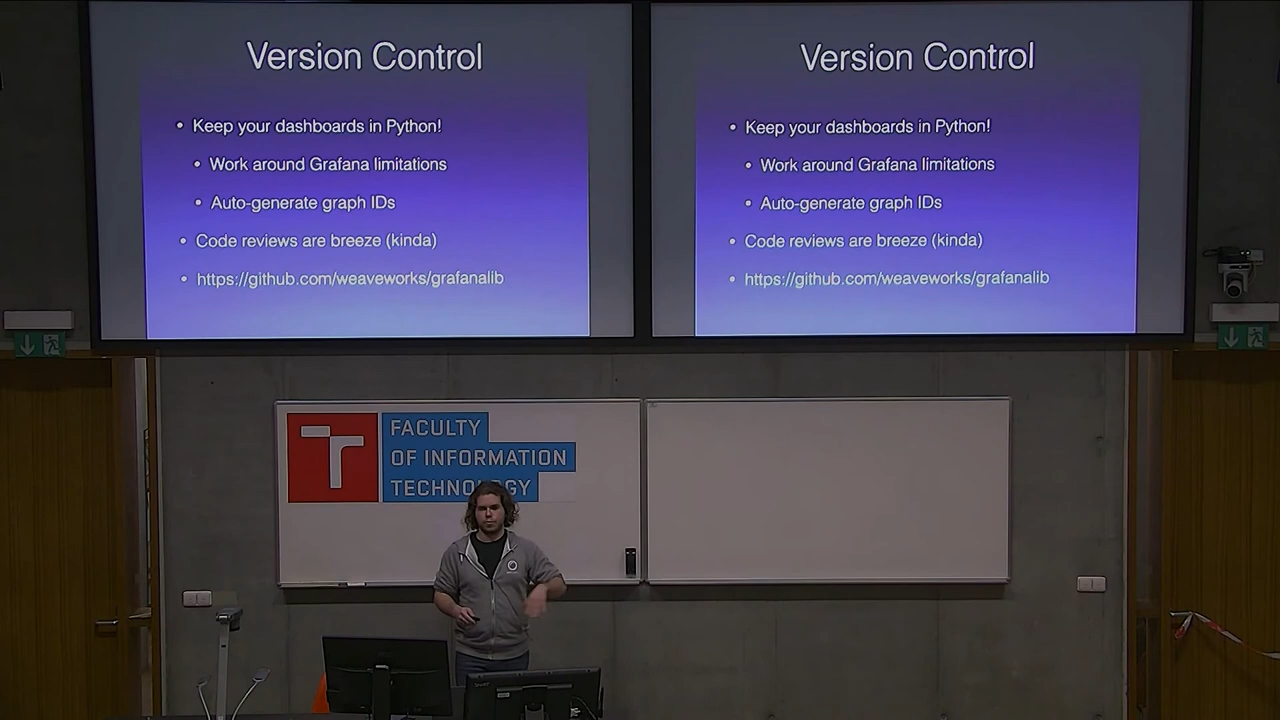 Version Control
• Keep your dashboards in Python!
• Work around Grafana limitations
• Auto-generate graph IDs
• Code reviews are breeze (kinda)
• https://github.com/weaveworks/grafanalib
Version Control
• Keep your dashboards in Python!
• Work around Grafana limitations
• Auto-generate graph IDs
• Code reviews are breeze (kinda)
• https://github.com/weaveworks/grafanalib
FACULTY
OF INFORMATION
TECHNOLOGY